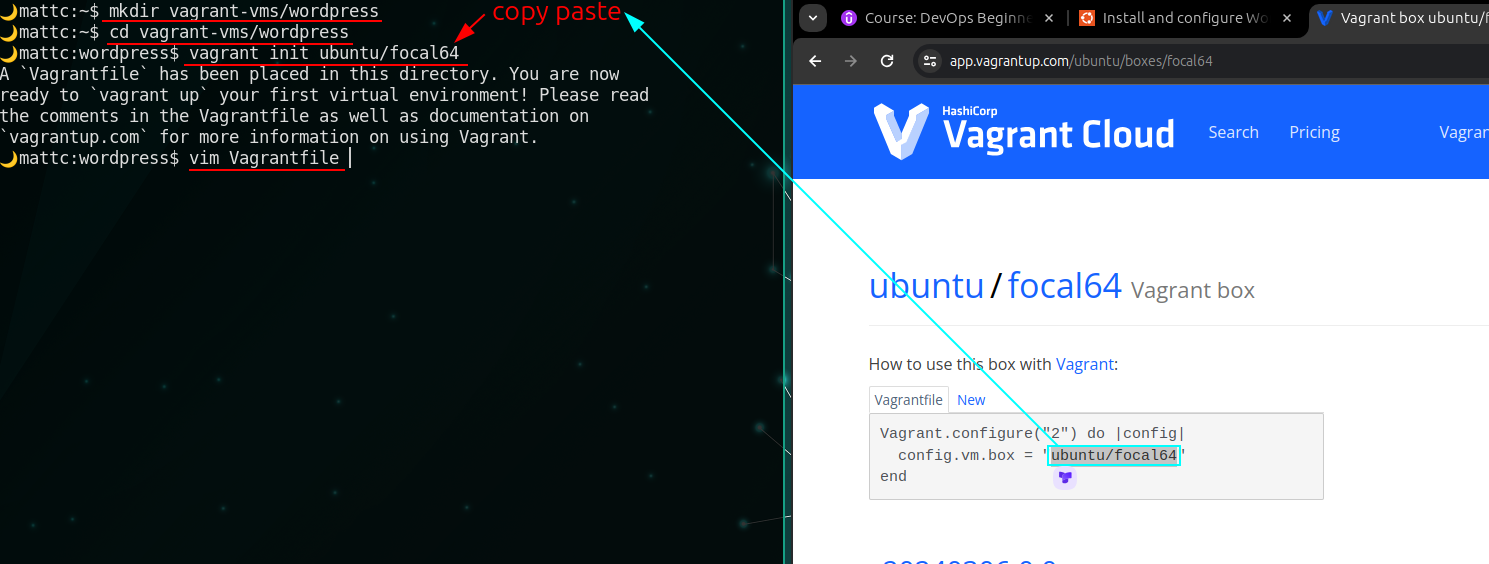 🌙mattc:~$ mkdir vagrant-vms/wordpress
🌙mattc:~$ cd vagrant-vms/wordpress
🌙mattc:wordpress$ vagrant init ubuntu/focal64
A `Vagrantfile` has been placed in this directory. You are now
ready to `vagrant up` your first virtual environment! Please read
the comments in the Vagrantfile as well as documentation on
`vagrantup.com` for more information on using Vagrant.
🌙mattc:wordpress$ vim Vagrantfile
copy paste
Course: DevOps Beginne
Install and configure Wo
Vagrant box ubuntu/f
app.vagrantup.com/ubuntu/boxes/focal64
HashiCorp
Vagrant Cloud
Search
Pricing
Vagran
ubuntu/focal64 Vagrant box
How to use this box with Vagrant:
Vagrantfile
New
Vagrant.configure("2") do |config|
  config.vm.box = 'ubuntu/focal64'
end